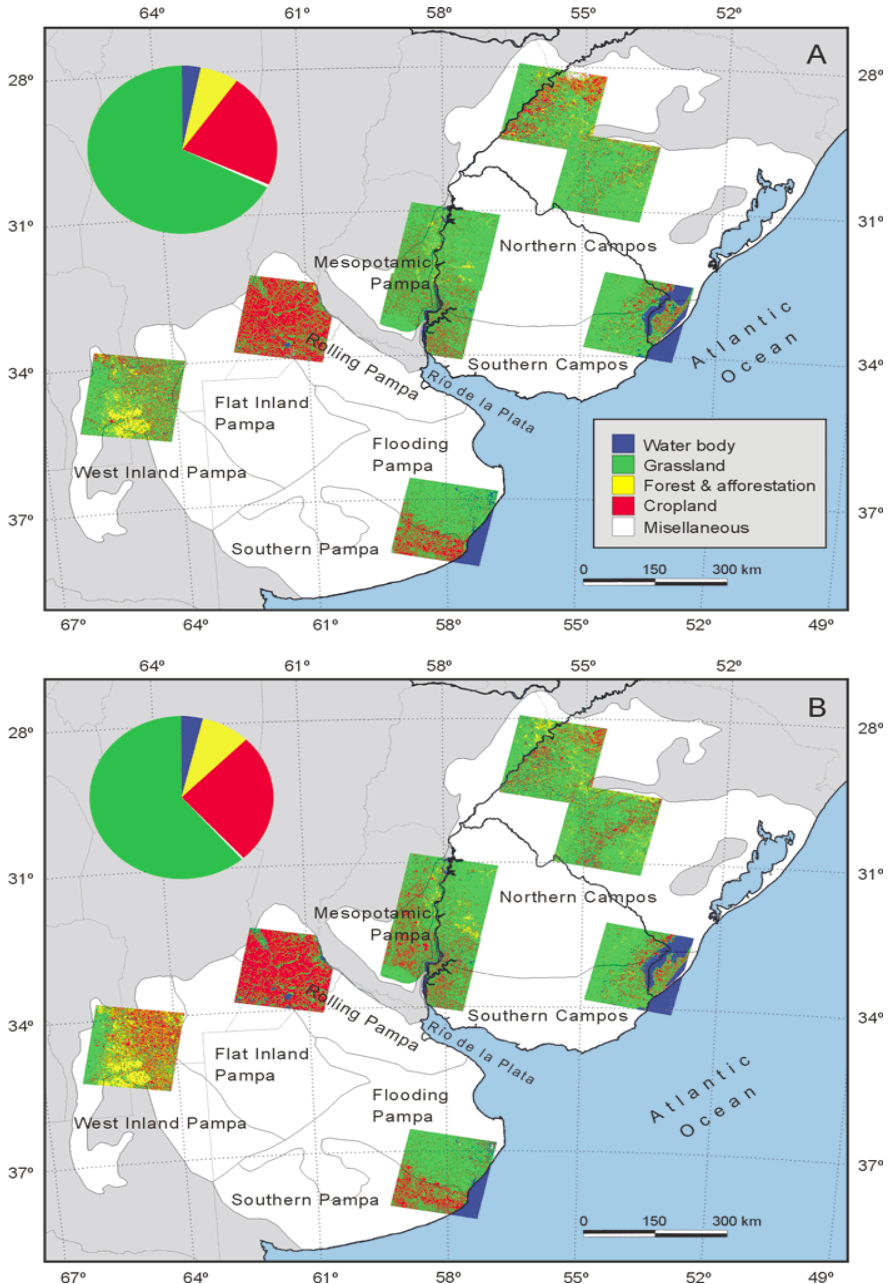 64º 61º 58º 55º 52º
A
28º 28º
31º 31º
Northern Campos
Mesopotamic
Pampa
Rolling Pampa
Southern Campos
Río de la Plata
Atlantic
Ocean
34º 34º
Flat Inland
Pampa
Flooding
Pampa
West Inland Pampa
Water body
Grassland
Forest & afforestation
Cropland
Misellaneous
37º 37º
Southern Pampa
0 150 300 km
67º 64º 61º 58º 55º 52º 49º
64º 61º 58º 55º 52º
B
28º 28º
31º 31º
Northern Campos
Mesopotamic
Pampa
Rolling Pampa
Southern Campos
Río de la Plata
34º 34º
Flat Inland
Pampa
Atlantic
Ocean
Flooding
Pampa
West Inland Pampa
37º 37º
Southern Pampa
0 150 300 km
67º 64º 61º 58º 55º 52º 49º